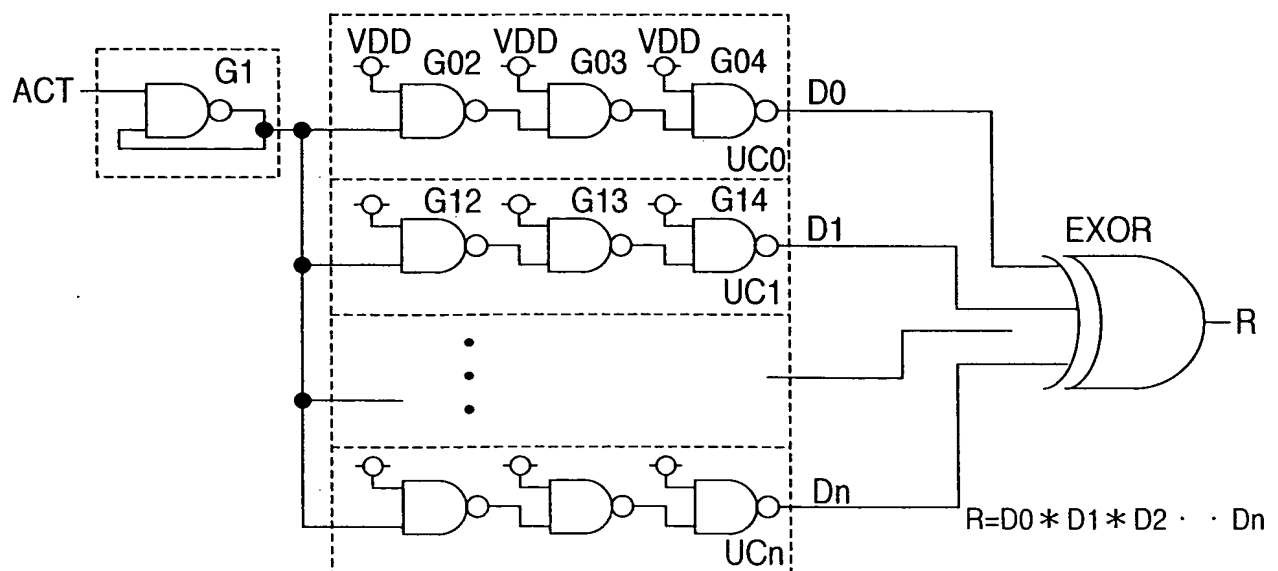 VDD VDD VDD
G1 G02 G03 G04
ACT D0
UC0
G12 G13 G14
D1 EXOR
UC1
R
Dn
R=D0 * D1 * D2 · · Dn
UCn